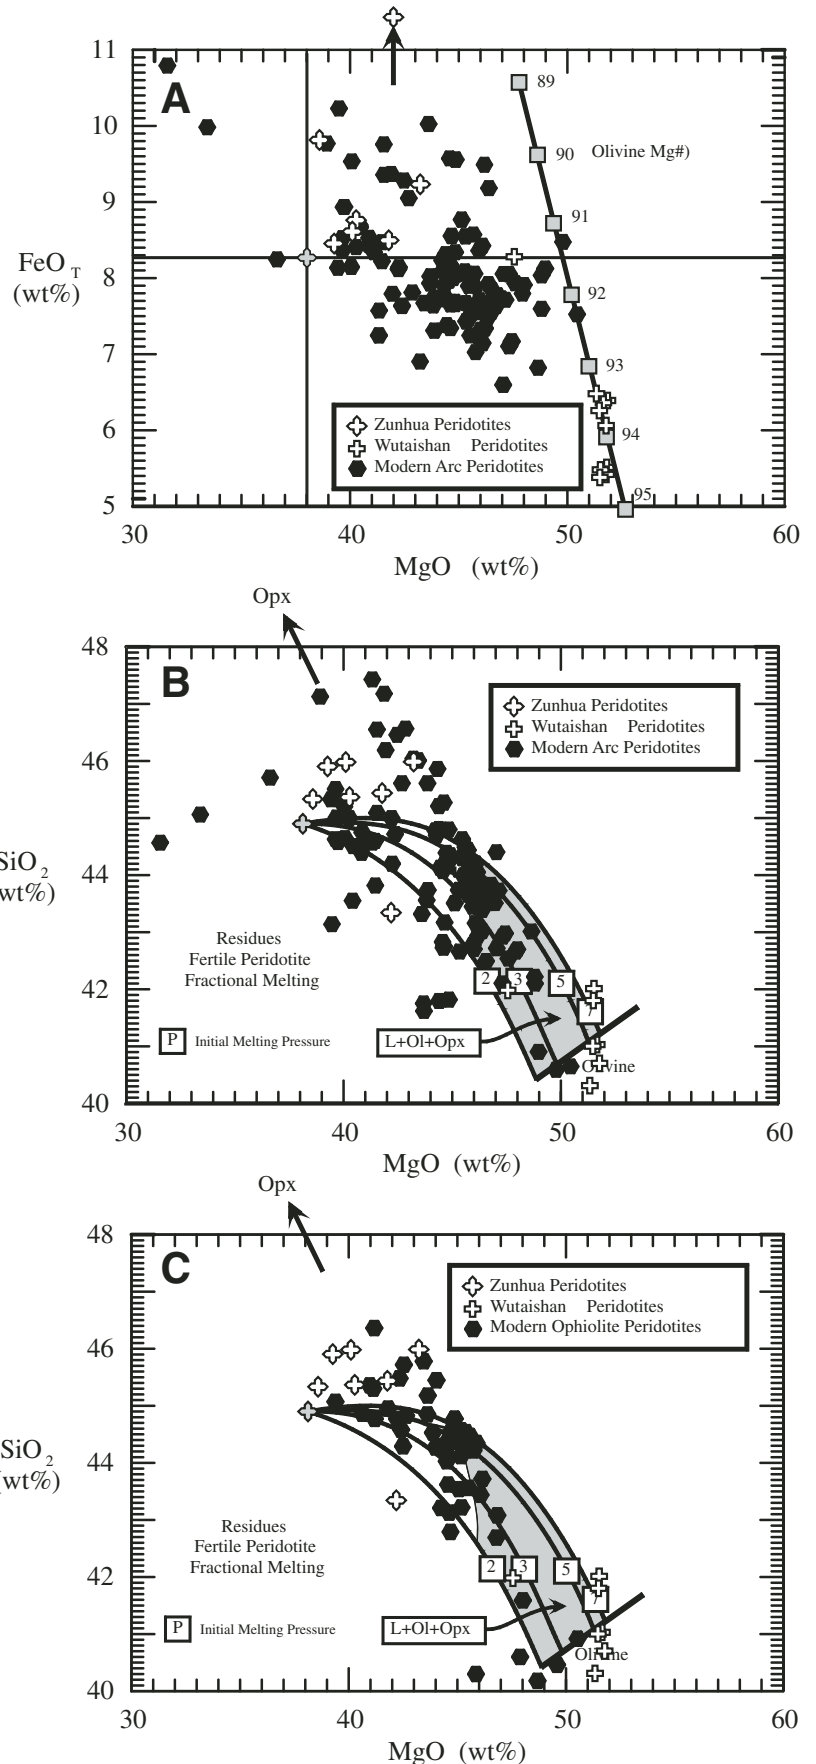 11
A
89
10
90 Olivine Mg#)
9
91
FeO T
(wt%)
8
92
7
93
Zunhua Peridotites
6
Wutaishan Peridotites
94
Modern Arc Peridotites
5
95
30 40 50 60
MgO (wt%)
Opx
48
B
Zunhua Peridotites
Wutaishan Peridotites
Modern Arc Peridotites
46
SiO 2
wt%)
44
Residues
Fertile Peridotite
Fractional Melting
42
2 3 5
7
P Initial Melting Pressure
L+Ol+Opx
Olivine
40
30 40 50 60
MgO (wt%)
Opx
48
C
Zunhua Peridotites
Wutaishan Peridotites
Modern Ophiolite Peridotites
46
SiO 2
(wt%)
44
Residues
Fertile Peridotite
Fractional Melting
42
2 3 5
7
P Initial Melting Pressure
L+Ol+Opx
Olivine
40
30 40 50 60
MgO (wt%)